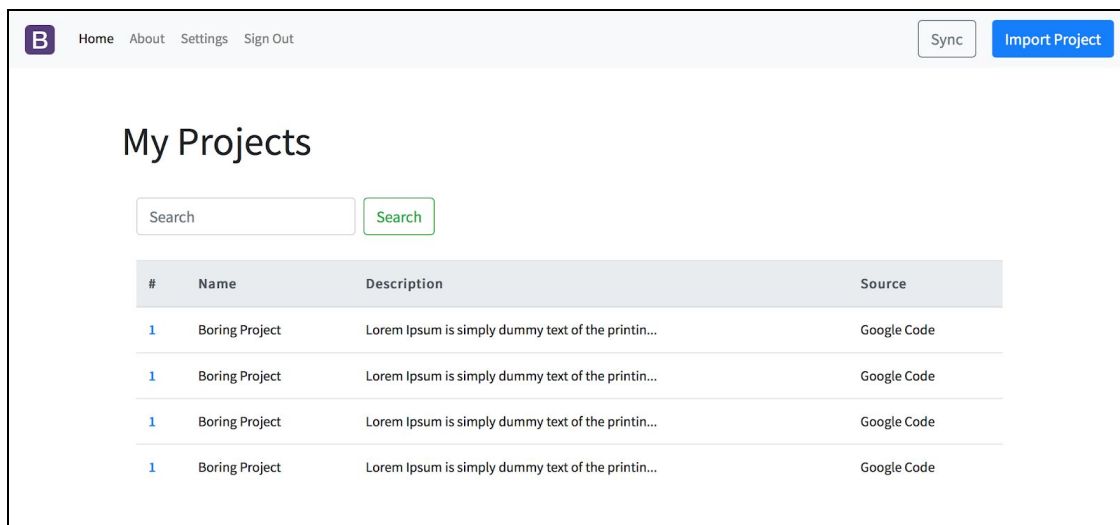 B Home About Settings Sign Out Sync Import Project
My Projects
Search Search
# Name Description Source
1 Boring Project Lorem Ipsum is simply dummy text of the printin... Google Code
1 Boring Project Lorem Ipsum is simply dummy text of the printin... Google Code
1 Boring Project Lorem Ipsum is simply dummy text of the printin... Google Code
1 Boring Project Lorem Ipsum is simply dummy text of the printin... Google Code